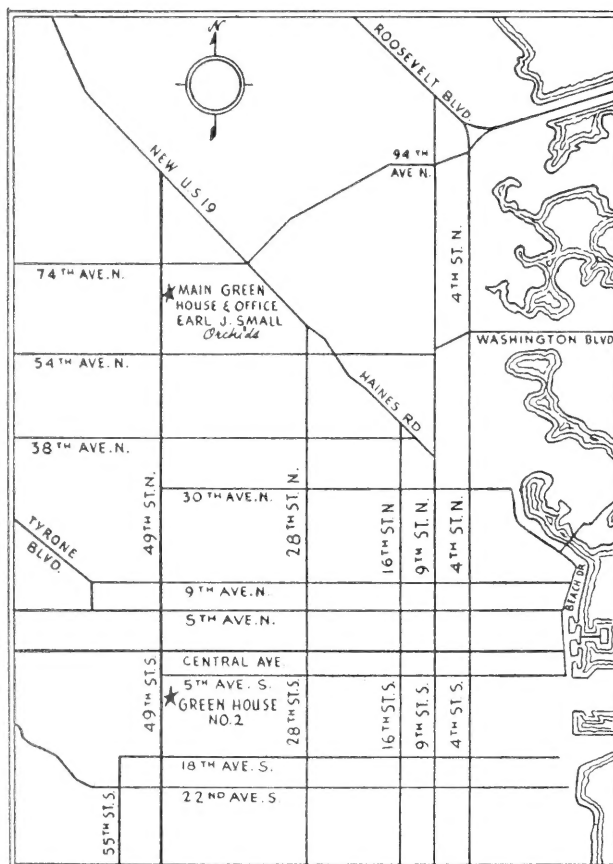 N
ROOSEVELT BLVD.
NEW U.S 19
94TH
AVE N.
4TH ST. N.
74TH AVE. N.
MAIN GREEN
HOUSE & OFFICE
EARL J. SMALL
Orchids
WASHINGTON BLVD
54TH AVE. N.
HAINES RD
38TH AVE. N.
49TH ST. N.
30TH AVE. N.
28TH ST. N.
16TH ST. N
9TH ST. N.
4TH ST. N.
TYRONE
BLVD.
9TH AVE. N.
5TH AVE. N.
BEACH DR.
CENTRAL AVE.
49TH ST. S.
5TH AVE. S.
GREEN HOUSE
NO. 2
28TH ST. S.
16TH ST. S.
9TH ST. S.
4TH ST. S.
18TH AVE. S.
22ND AVE. S.
55TH ST. S.